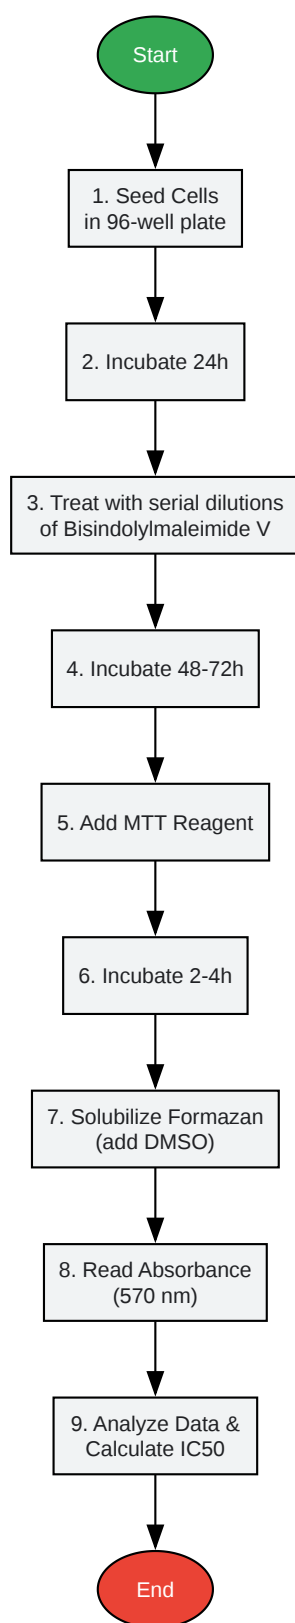 Start
1. Seed Cells
in 96-well plate
2. Incubate 24h
3. Treat with serial dilutions
of Bisindolylmaleimide V
4. Incubate 48-72h
5. Add MTT Reagent
6. Incubate 2-4h
7. Solubilize Formazan
(add DMSO)
8. Read Absorbance
(570 nm)
9. Analyze Data &
Calculate IC50
End